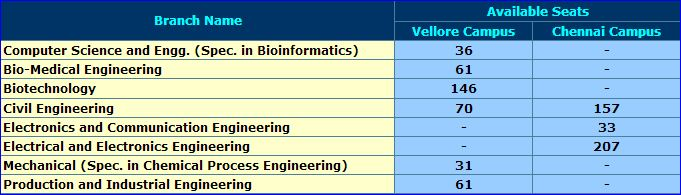 Branch Name Available Seats
Vellore Campus Chennai Campus
Computer Science and Engg. (Spec. in Bioinformatics) 36 -
Bio-Medical Engineering 61 -
Biotechnology 146 -
Civil Engineering 70 157
Electronics and Communication Engineering - 33
Electrical and Electronics Engineering - 207
Mechanical (Spec. in Chemical Process Engineering) 31 -
Production and Industrial Engineering 61 -